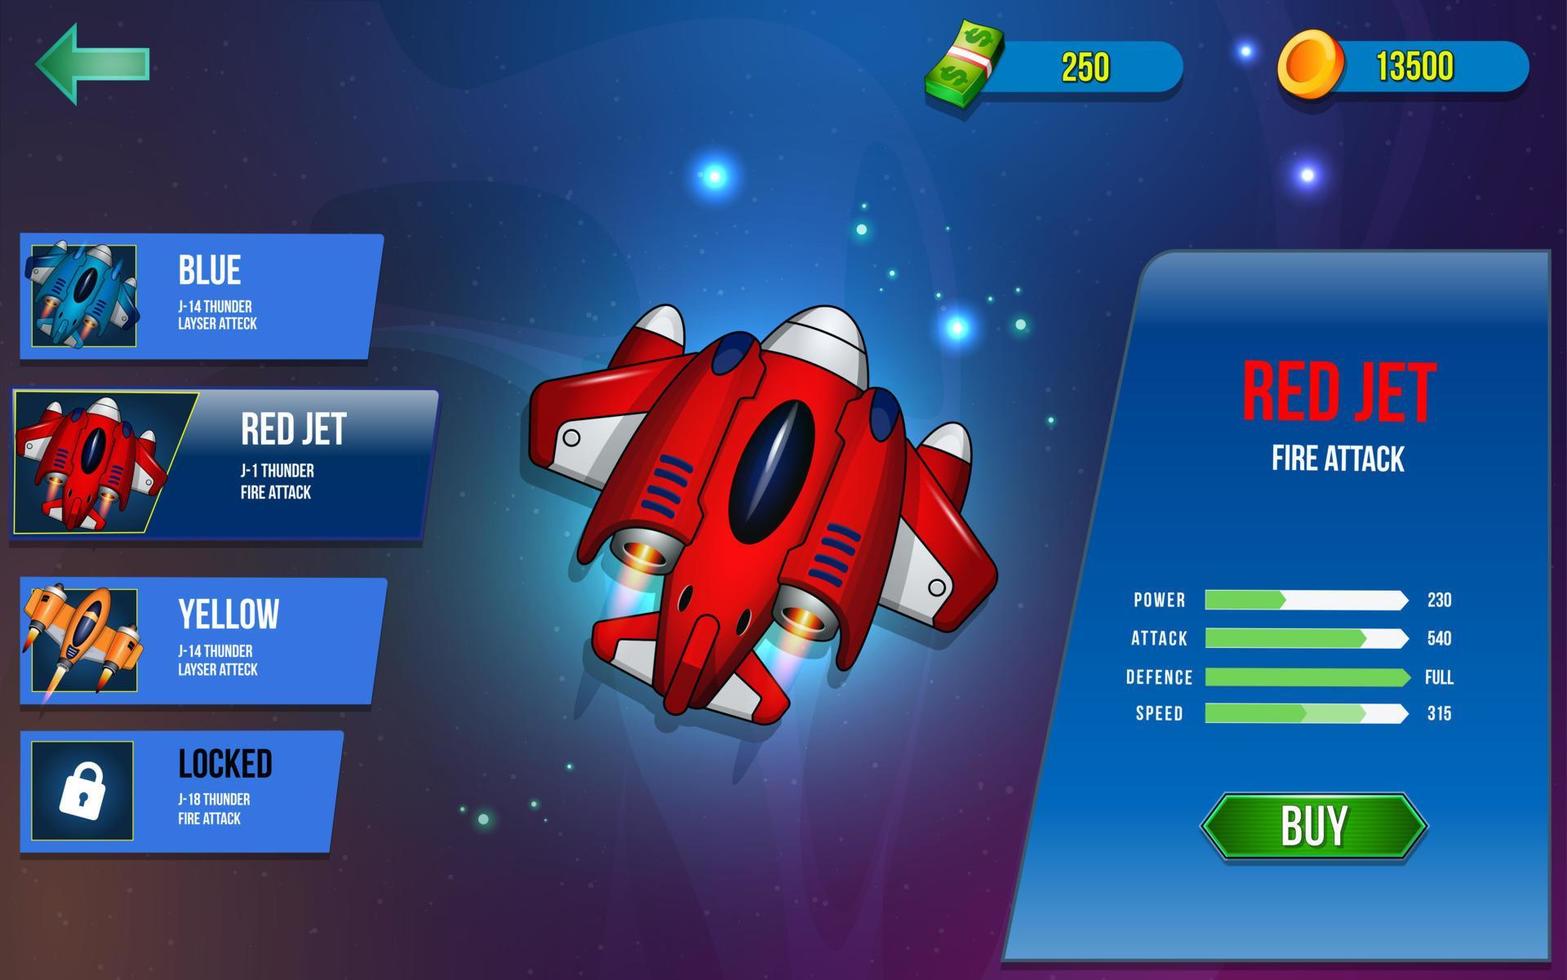 250
13500
BLUE
J-14 THUNDER
LAYSER ATTECK
RED JET
J-1 THUNDER
FIRE ATTACK
YELLOW
J-14 THUNDER
LAYSER ATTECK
LOCKED
J-18 THUNDER
FIRE ATTACK
RED JET
FIRE ATTACK
POWER 230
ATTACK 540
DEFENCE FULL
SPEED 315
BUY